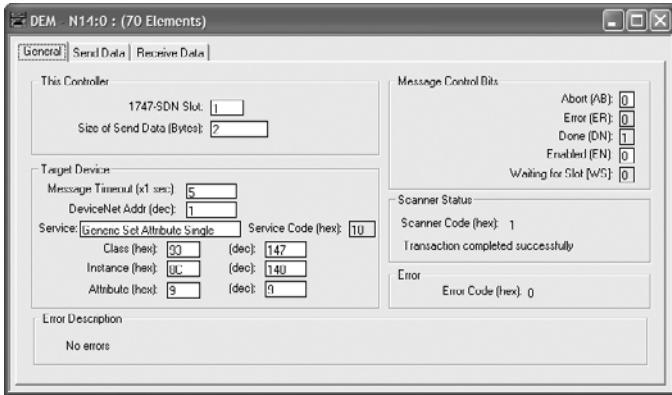 DEM - N14:0 : (70 Elements)
General Send Data Receive Data
This Controller
1747-SDN Slot: 1
Size of Send Data (Bytes): 2
Target Device
Message Timeout (x1 sec): 5
DeviceNet Addr (dec): 1
Service: Generic Set Attribute Single Service Code (hex): 10
Class (hex): 93 (dec): 147
Instance (hex): 8C (dec): 140
Attribute (hex): 9 (dec): 9
Message Control Bits
Abort (AB): 0
Error (ER): 0
Done (DN): 1
Enabled (EN): 0
Waiting for Slot (WS): 0
Scanner Status
Scanner Code (hex): 1
Transaction completed successfully
Error
Error Code (hex): 0
Error Description
No errors